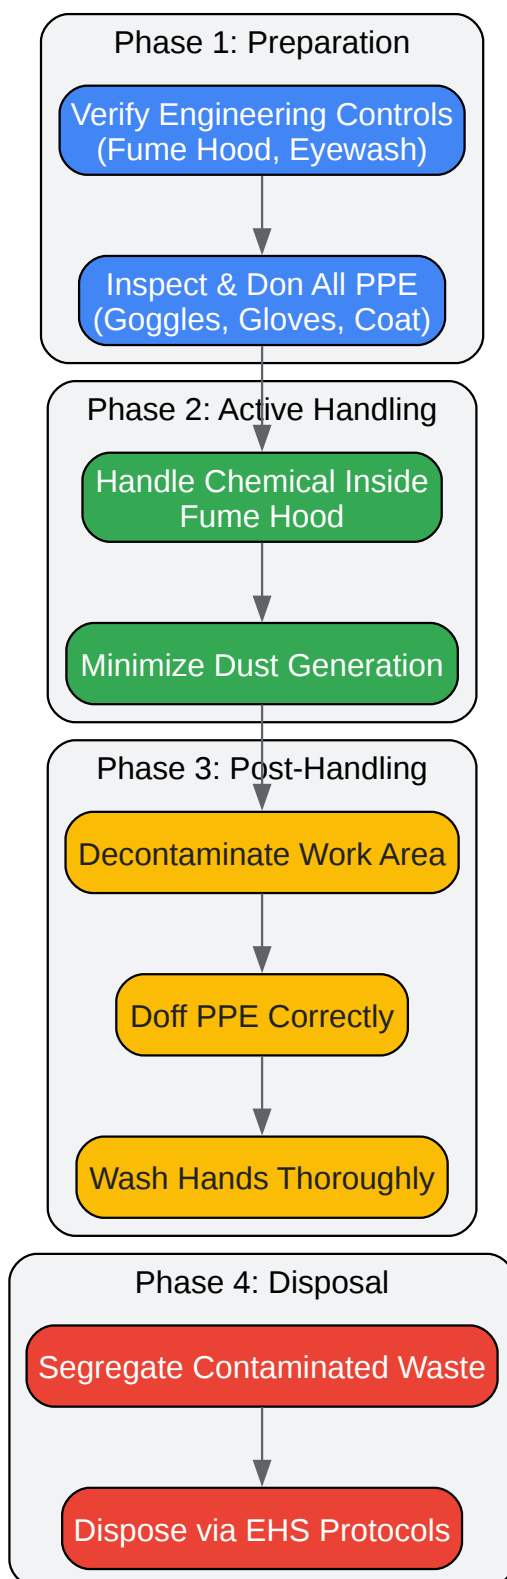 Phase 1: Preparation
Verify Engineering Controls
(Fume Hood, Eyewash)
Inspect & Don All PPE
(Goggles, Gloves, Coat)
Phase 2: Active Handling
Handle Chemical Inside
Fume Hood
Minimize Dust Generation
Phase 3: Post-Handling
Decontaminate Work Area
Doff PPE Correctly
Wash Hands Thoroughly
Phase 4: Disposal
Segregate Contaminated Waste
Dispose via EHS Protocols